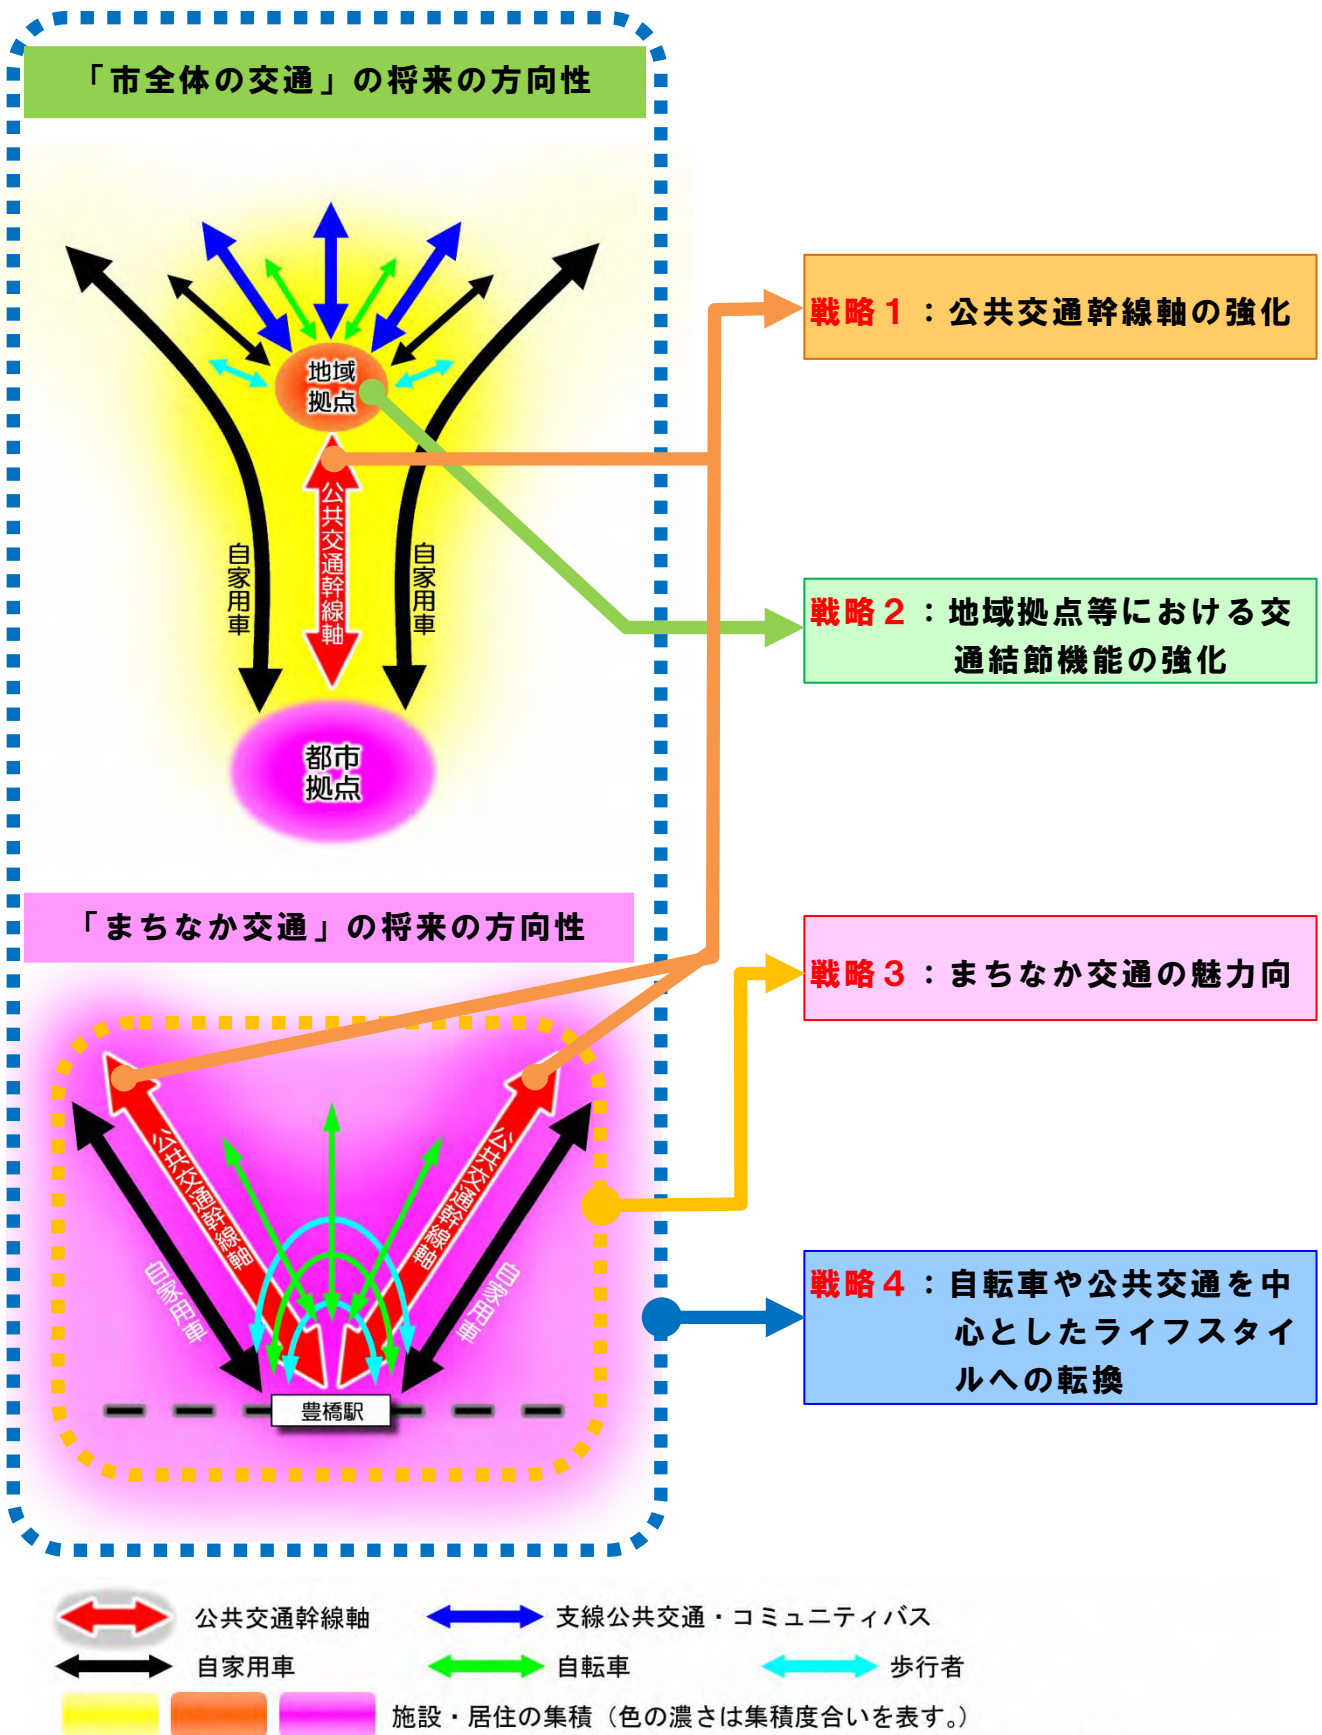 「市全体の交通」の将来の方向性
地域
拠点
公共交通幹線軸
自家用車
自家用車
都市
拠点
「まちなか交通」の将来の方向性
公共交通幹線軸
公共交通幹線軸
自家用車
自家用車
豊橋駅
戦略1：公共交通幹線軸の強化
戦略2：地域拠点等における交
通結節機能の強化
戦略3：まちなか交通の魅力向
戦略4：自転車や公共交通を中
心としたライフスタイ
ルへの転換
公共交通幹線軸
支線公共交通・コミュニティバス
自家用車
自転車
歩行者
施設・居住の集積（色の濃さは集積度合いを表す。）